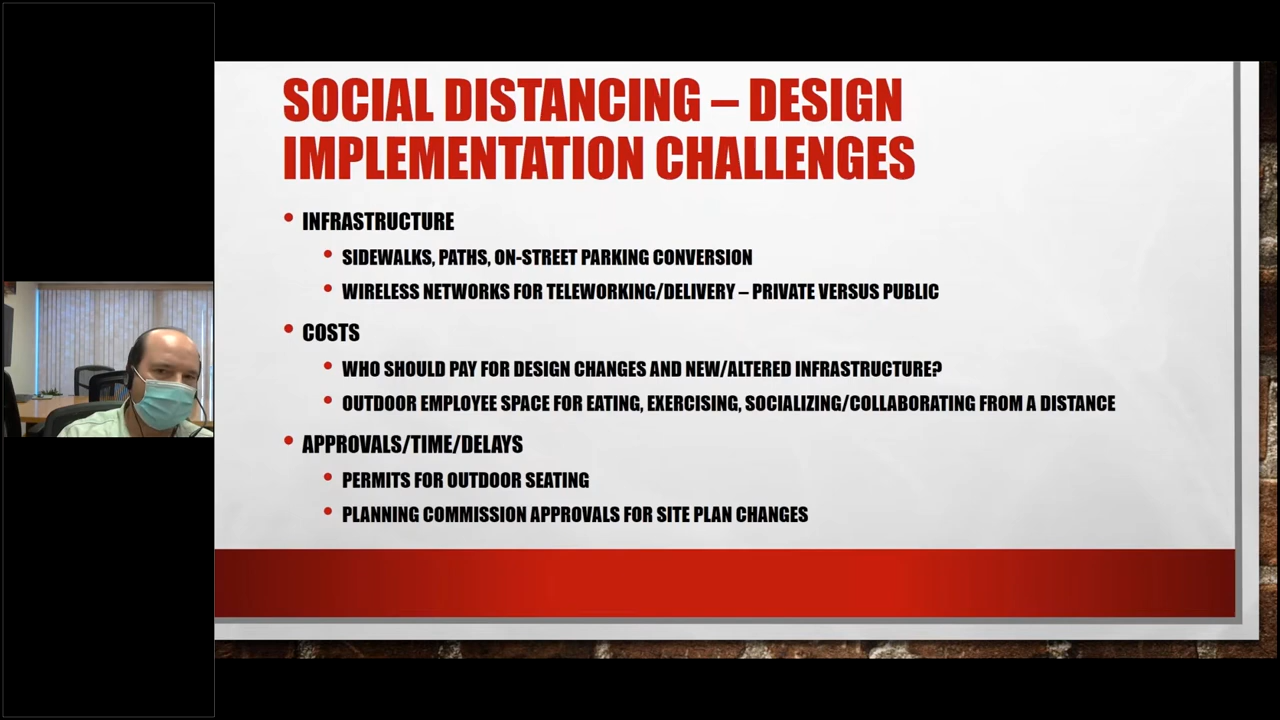 SOCIAL DISTANCING – DESIGN
IMPLEMENTATION CHALLENGES
• INFRASTRUCTURE
• SIDEWALKS, PATHS, ON-STREET PARKING CONVERSION
• WIRELESS NETWORKS FOR TELEWORKING/DELIVERY – PRIVATE VERSUS PUBLIC
• COSTS
• WHO SHOULD PAY FOR DESIGN CHANGES AND NEW/ALTERED INFRASTRUCTURE?
• OUTDOOR EMPLOYEE SPACE FOR EATING, EXERCISING, SOCIALIZING/COLLABORATING FROM A DISTANCE
• APPROVALS/TIME/DELAYS
• PERMITS FOR OUTDOOR SEATING
• PLANNING COMMISSION APPROVALS FOR SITE PLAN CHANGES